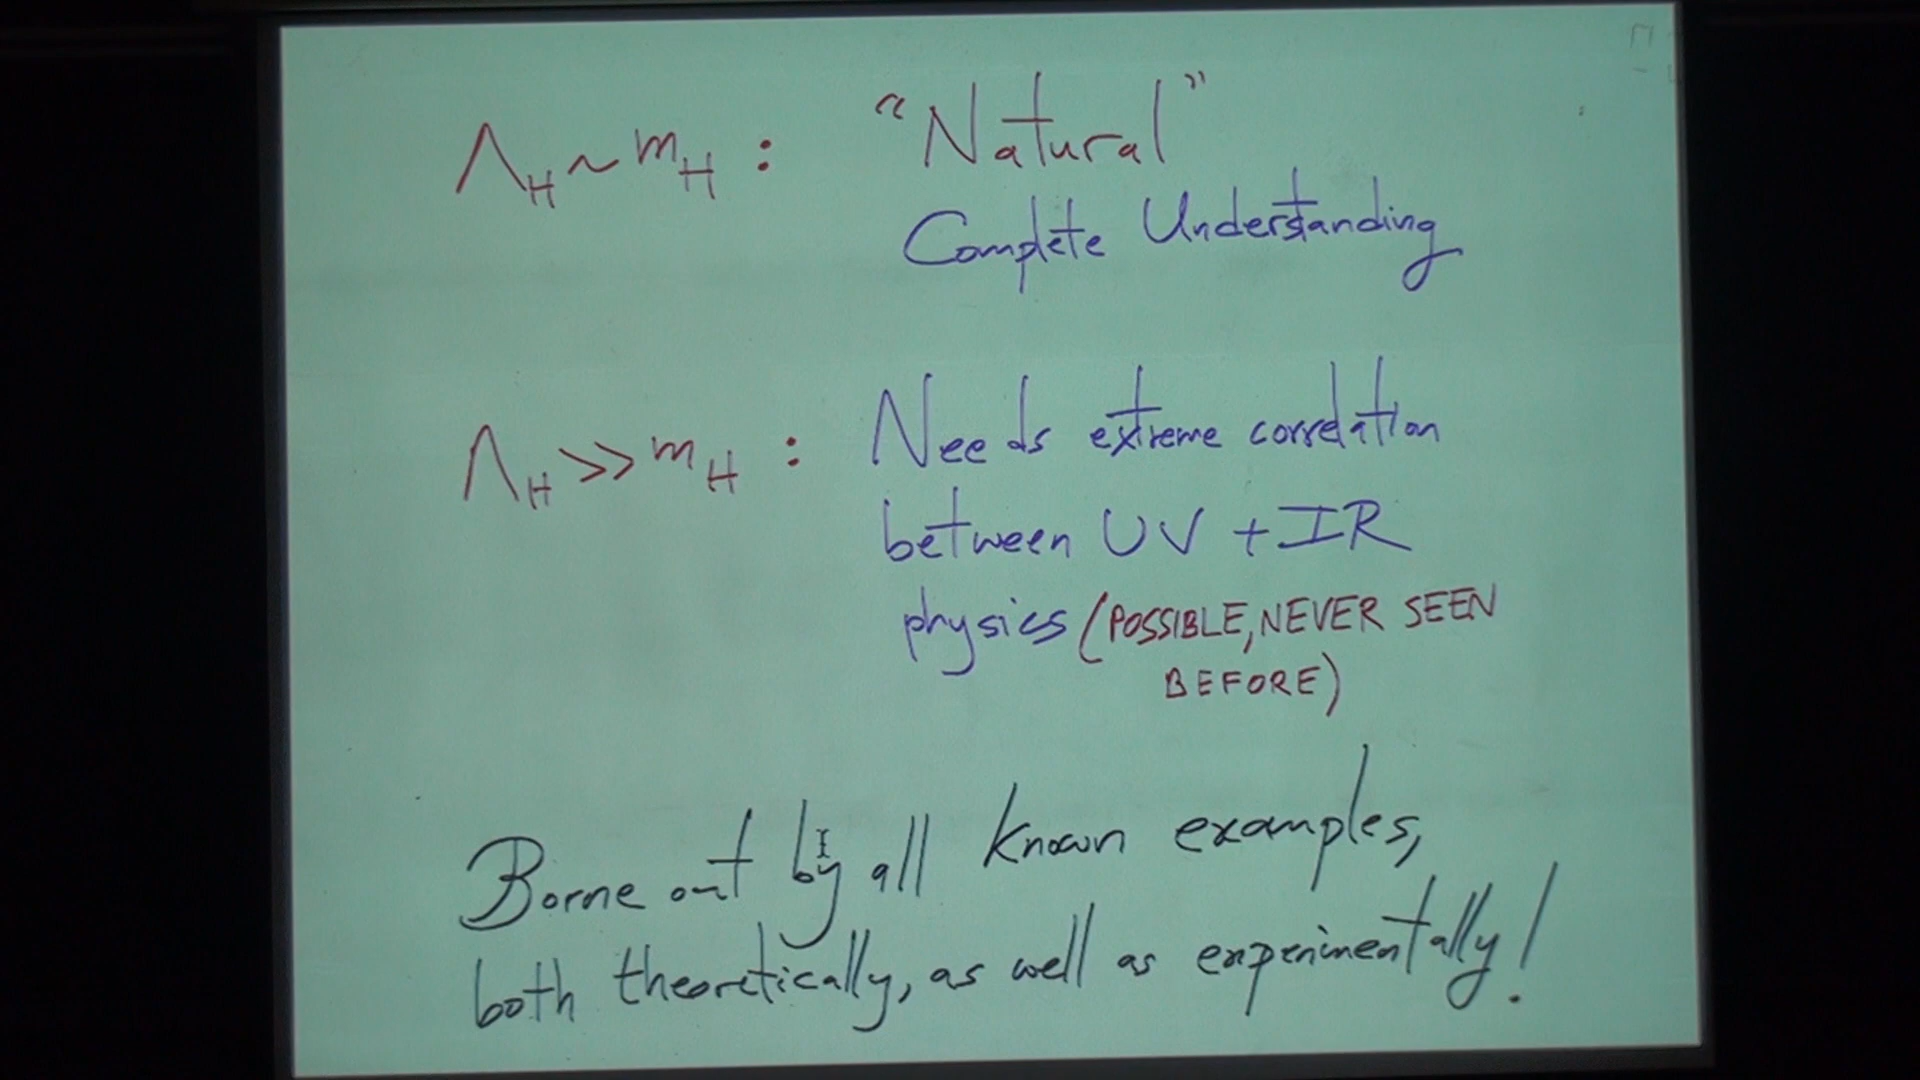 Λ_H ~ m_H : "Natural"
Complete Understanding
Λ_H >> m_H : Needs extreme correlation
between UV + IR
physics (POSSIBLE, NEVER SEEN
BEFORE)
Borne out by all known examples,
both theoretically, as well as experimentally!